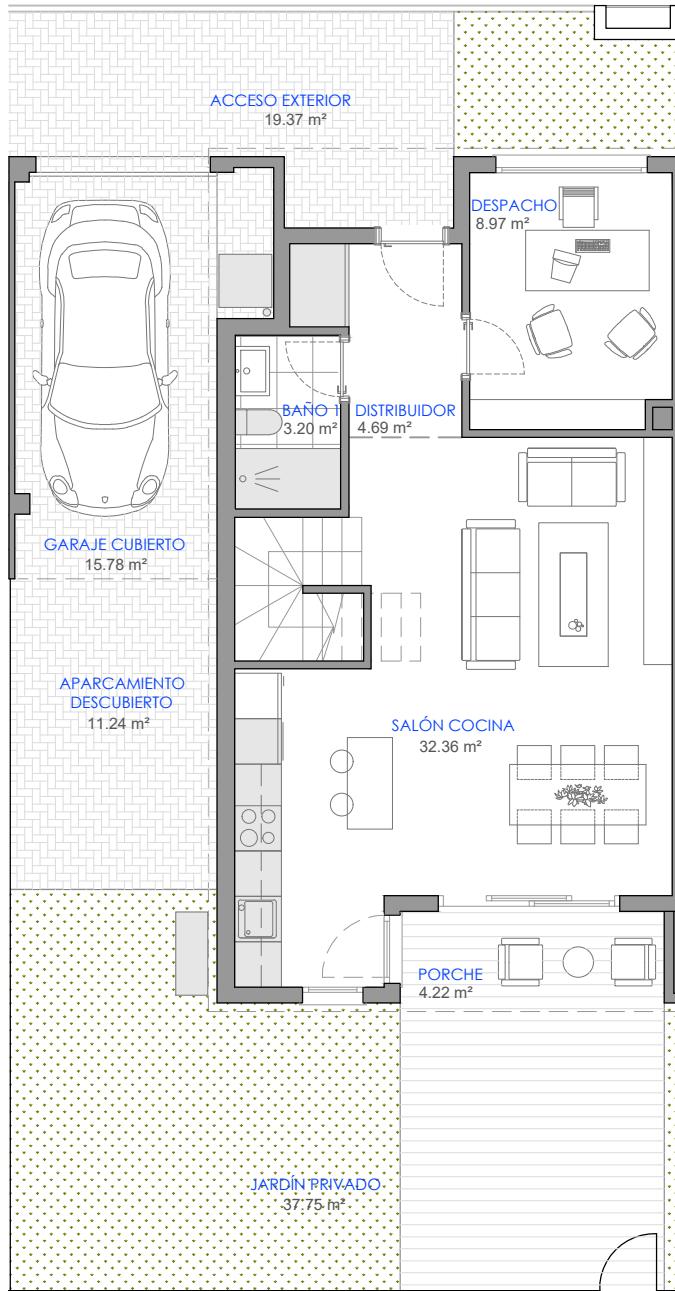 ACCESO EXTERIOR
19.37 m²
DESPACHO
8.97 m²
BAÑO 1
3.20 m²
DISTRIBUIDOR
4.69 m²
GARAJE CUBIERTO
15.78 m²
APARCAMIENTO
DESCUBIERTO
11.24 m²
SALÓN COCINA
32.36 m²
PORCHE
4.22 m²
JARDÍN PRIVADO
37.75 m²